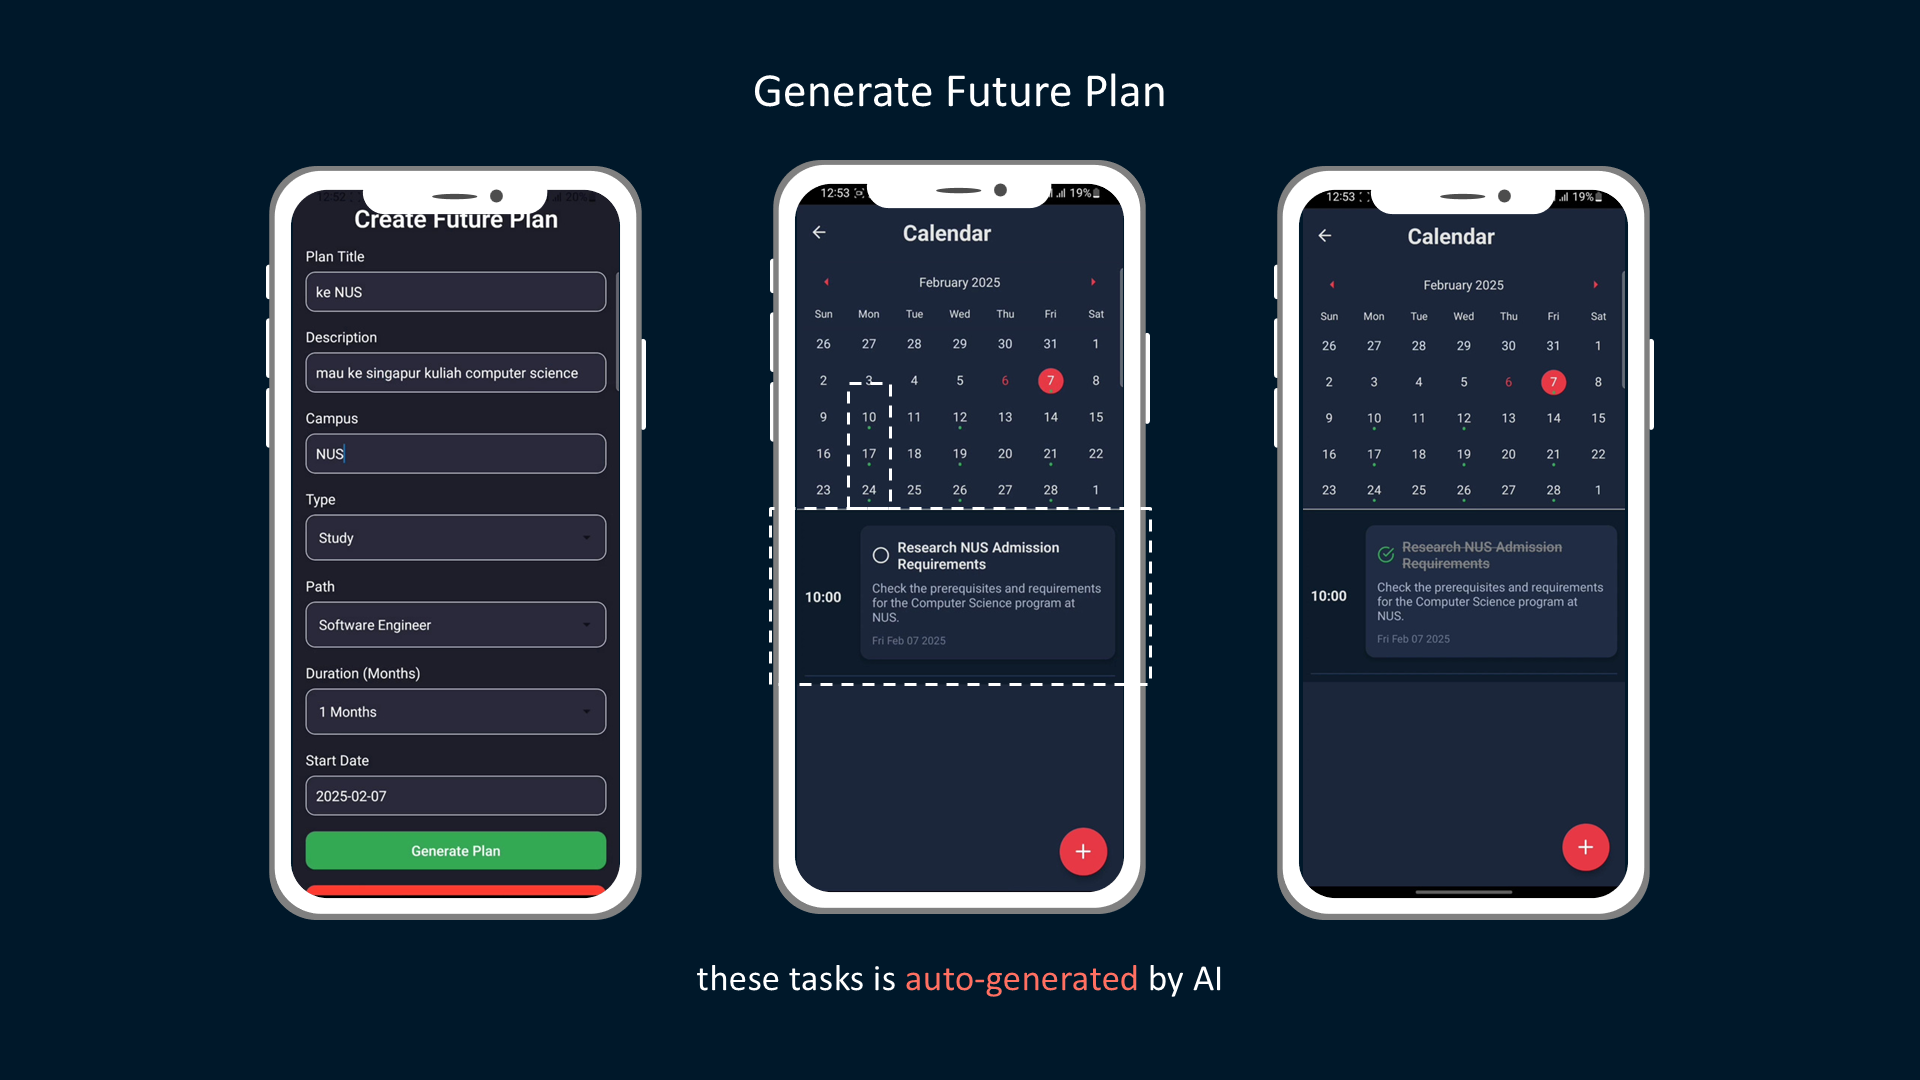 Generate Future Plan
12:52 20%
Create Future Plan
Plan Title
ke NUS
Description
mau ke singapur kuliah computer science
Campus
NUS
Type
Study
Path
Software Engineer
Duration (Months)
1 Months
Start Date
2025-02-07
Generate Plan
12:53 19%
Calendar
February 2025
Sun Mon Tue Wed Thu Fri Sat
26 27 28 29 30 31 1
2 3 4 5 6 7 8
9 10 11 12 13 14 15
16 17 18 19 20 21 22
23 24 25 26 27 28 1
10:00
Research NUS Admission
Requirements
Check the prerequisites and requirements
for the Computer Science program at
NUS.
Fri Feb 07 2025
+
12:53 19%
Calendar
February 2025
Sun Mon Tue Wed Thu Fri Sat
26 27 28 29 30 31 1
2 3 4 5 6 7 8
9 10 11 12 13 14 15
16 17 18 19 20 21 22
23 24 25 26 27 28 1
10:00
Research NUS Admission
Requirements
Check the prerequisites and requirements
for the Computer Science program at
NUS.
Fri Feb 07 2025
+
these tasks is auto-generated by AI